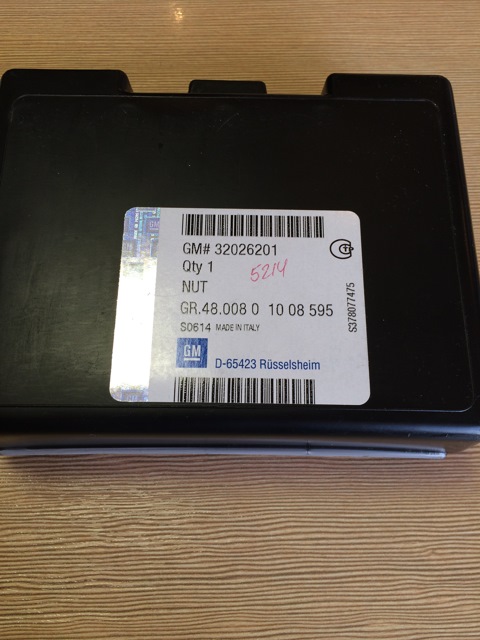 GM# 32026201
Qty 1
5214
NUT
GR.48.008 0 10 08 595
S0614 MADE IN ITALY
GM
D-65423 Rüsselsheim
S378077475